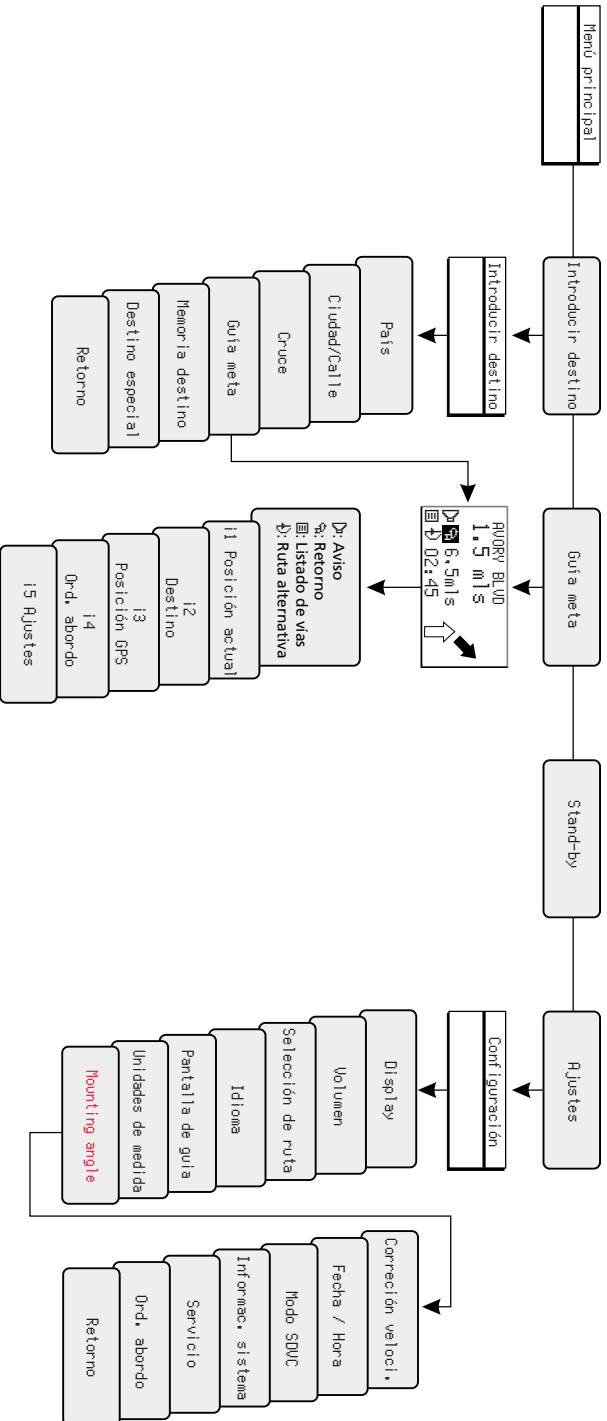 Menú principal
Introducir destino
Introducir destino
País
Ciudad/Calle
Cruce
Guía meta
Memoria destino
Destino especial
Retorno
Guía meta
AVORY BLVD
1.5 mls
6.5mls
02:45
: Aviso
: Retorno
: Listado de vías
: Ruta alternativa
i1 Posición actual
i2
Destino
i3
Posición GPS
i4
Ord. abordo
i5 Ajustes
Stand-by
Ajustes
Configuración
Display
Volumen
Selección de ruta
Idioma
Pantalla de guia
Unidades de medida
Mounting angle
Correción veloci.
Fecha / Hora
Modo SDVC
Informac. sistema
Servicio
Ord. abordo
Retorno